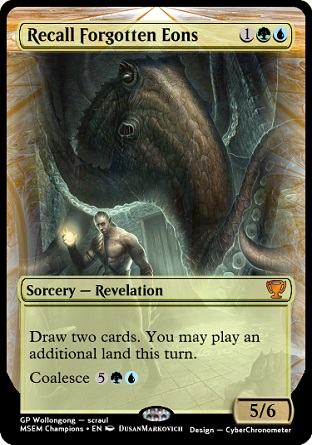 Recall Forgotten Eons 1
Sorcery — Revelation
Draw two cards. You may play an
additional land this turn.
Coalesce 5
5/6
GP Wollongong — scraul
MSEM Champions • EN DusanMarkovich
Design — CyberChronometer